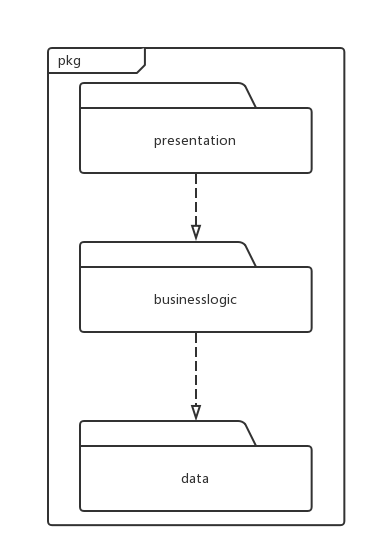 pkg
presentation
businesslogic
data